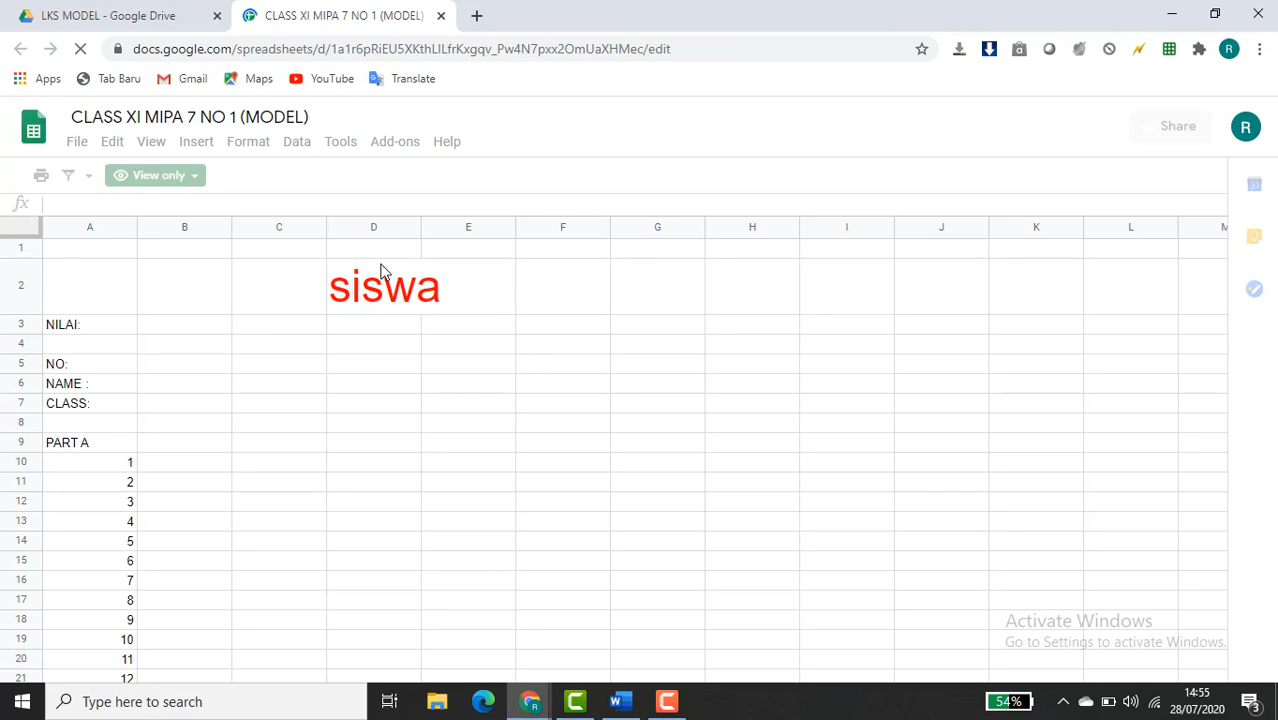 LKS MODEL - Google Drive
CLASS XI MIPA 7 NO 1 (MODEL)
docs.google.com/spreadsheets/d/1a1r6pRiEU5XKthLILfrKxgqv_Pw4N7pxx2OmUaXHMec/edit
Apps Tab Baru Gmail Maps YouTube Translate
CLASS XI MIPA 7 NO 1 (MODEL)
File Edit View Insert Format Data Tools Add-ons Help
Share
R
View only
fx
A B C D E F G H I J K L M
1
2 siswa
3 NILAI:
4
5 NO:
6 NAME :
7 CLASS:
8
9 PART A
10 1
11 2
12 3
13 4
14 5
15 6
16 7
17 8
18 9
19 10
20 11
21 12
Activate Windows
Go to Settings to activate Windows.
Type here to search
54%
14:55
28/07/2020
3